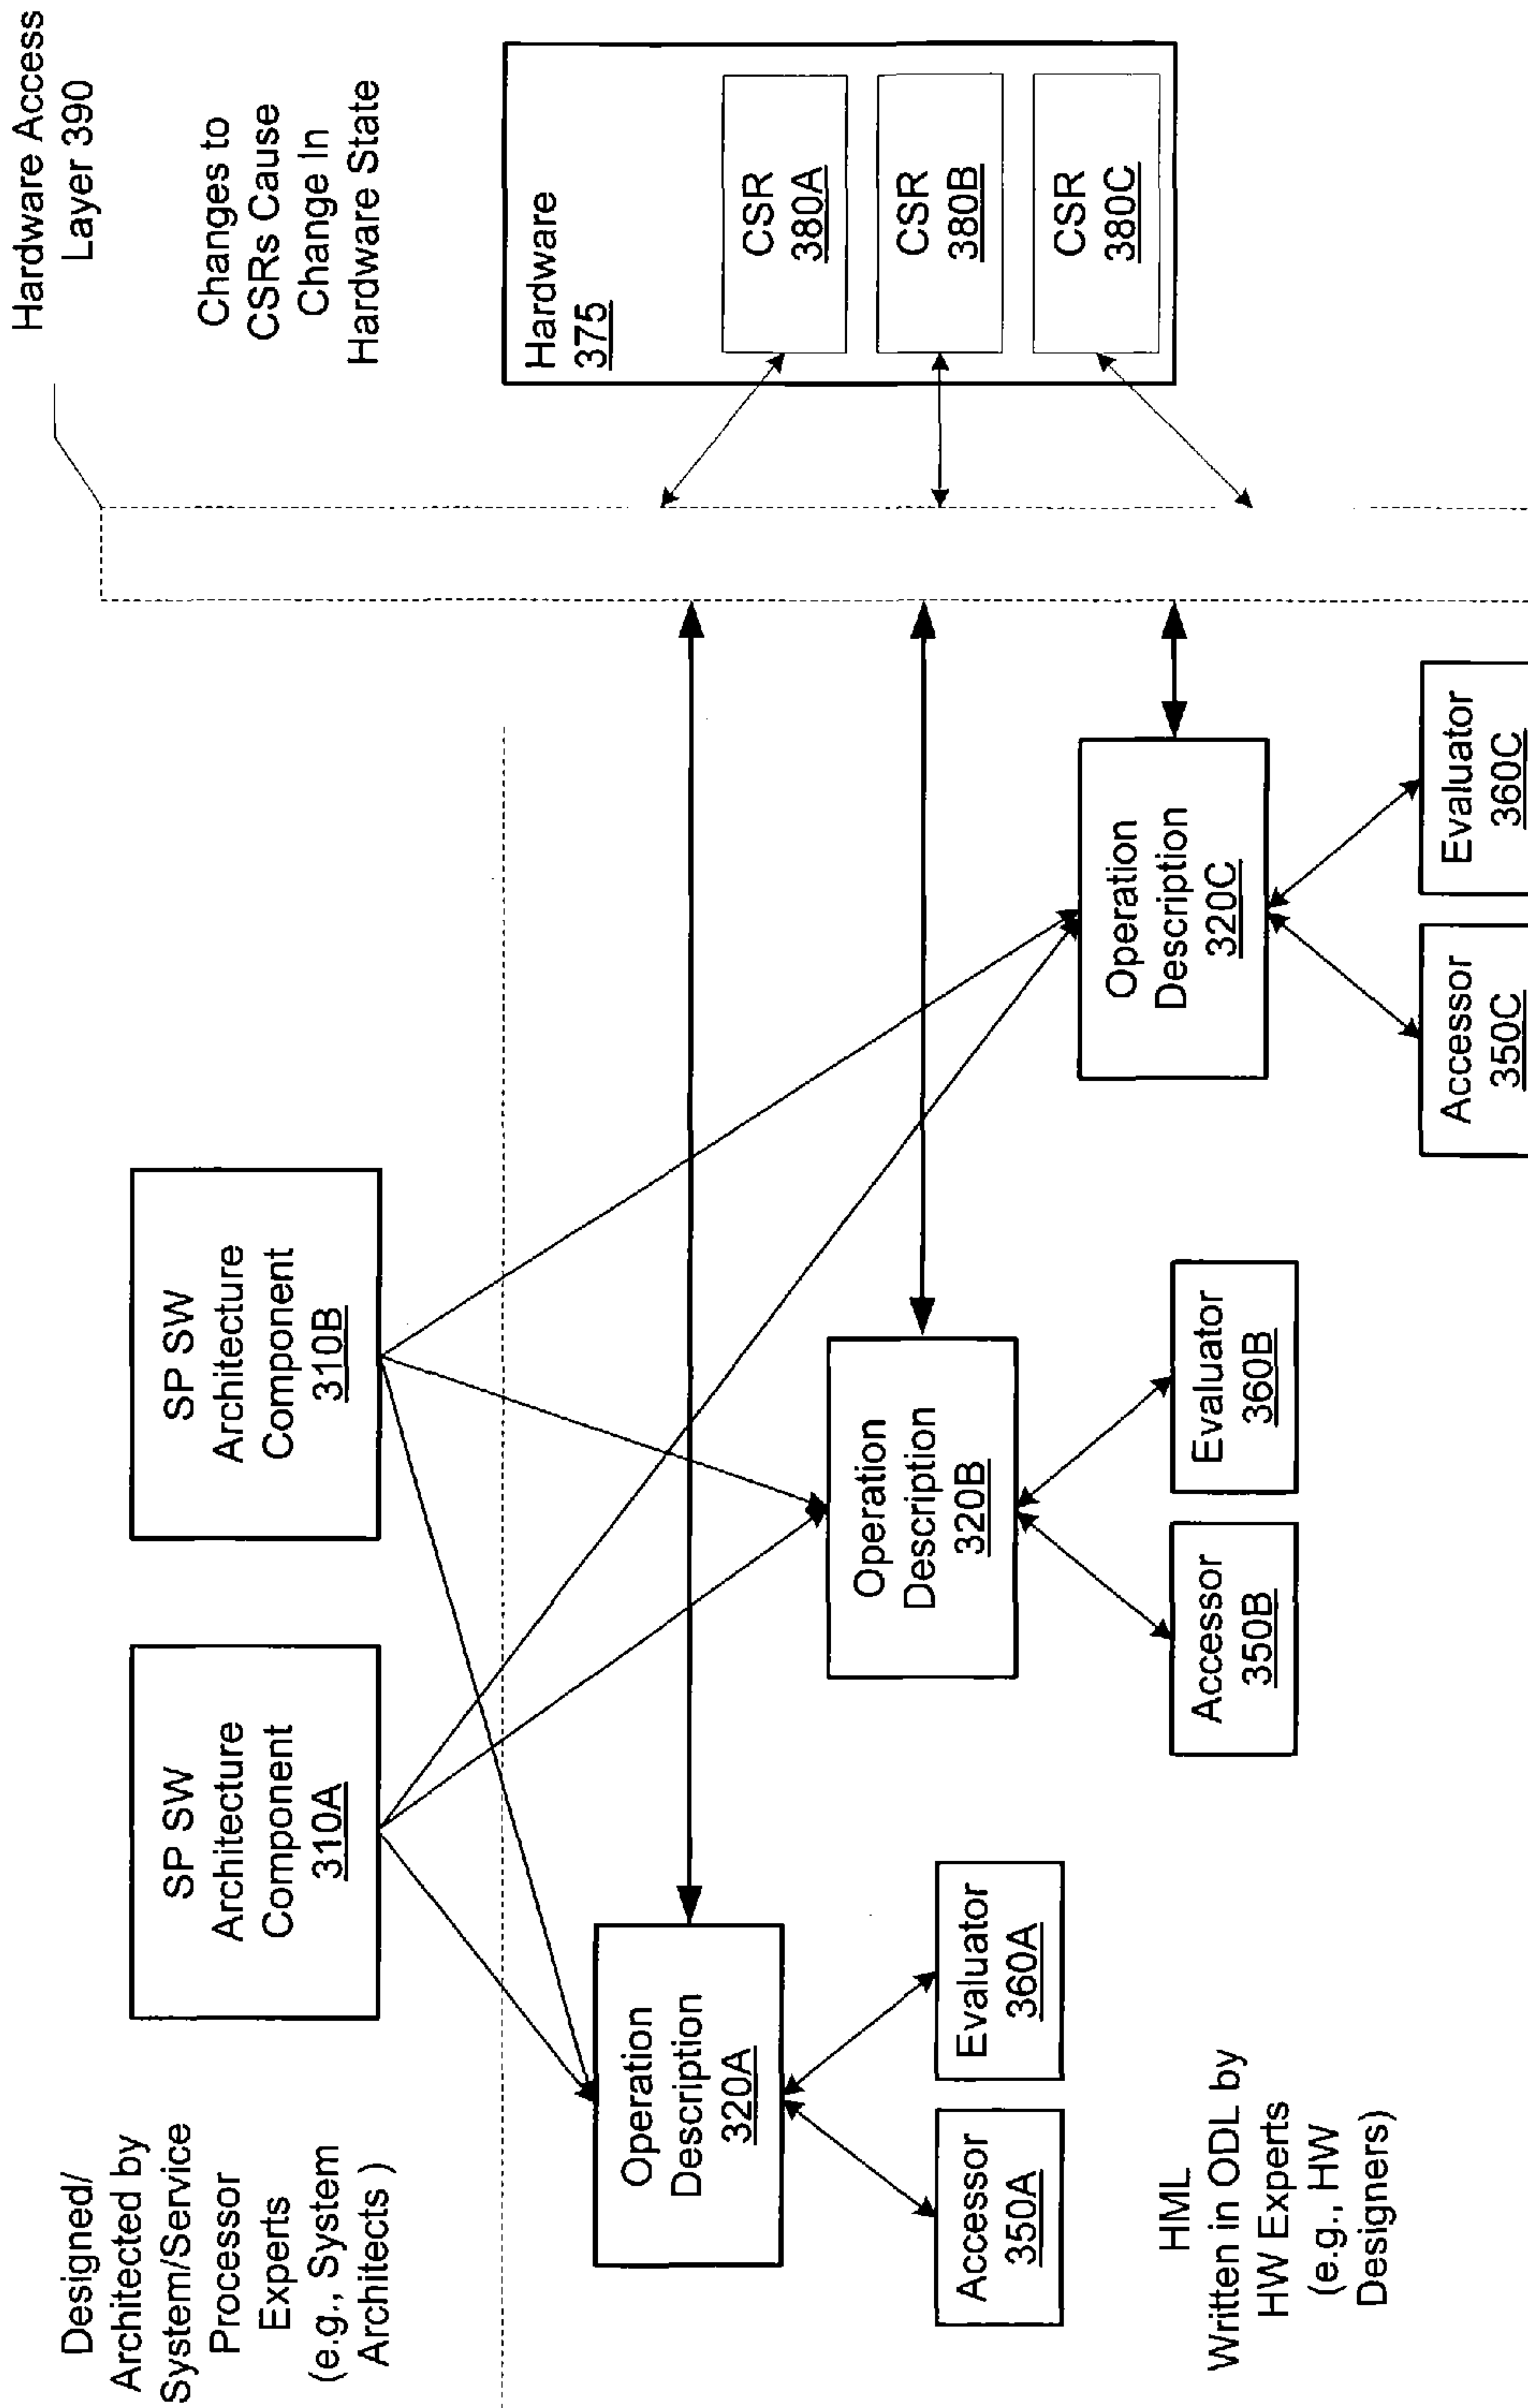 Designed/
Architected by
System/Service
Processor
Experts
(e.g., System
Architects )
SP SW
Architecture
Component
310A
SP SW
Architecture
Component
310B
Hardware Access
Layer 390
Changes to
CSRs Cause
Change In
Hardware State
Hardware
375
CSR
380A
CSR
380B
CSR
380C
Operation
Description
320A
Accessor
350A
Evaluator
360A
Operation
Description
320B
Accessor
350B
Evaluator
360B
Operation
Description
320C
Accessor
350C
Evaluator
360C
HML
Written in ODL by
HW Experts
(e.g., HW
Designers)